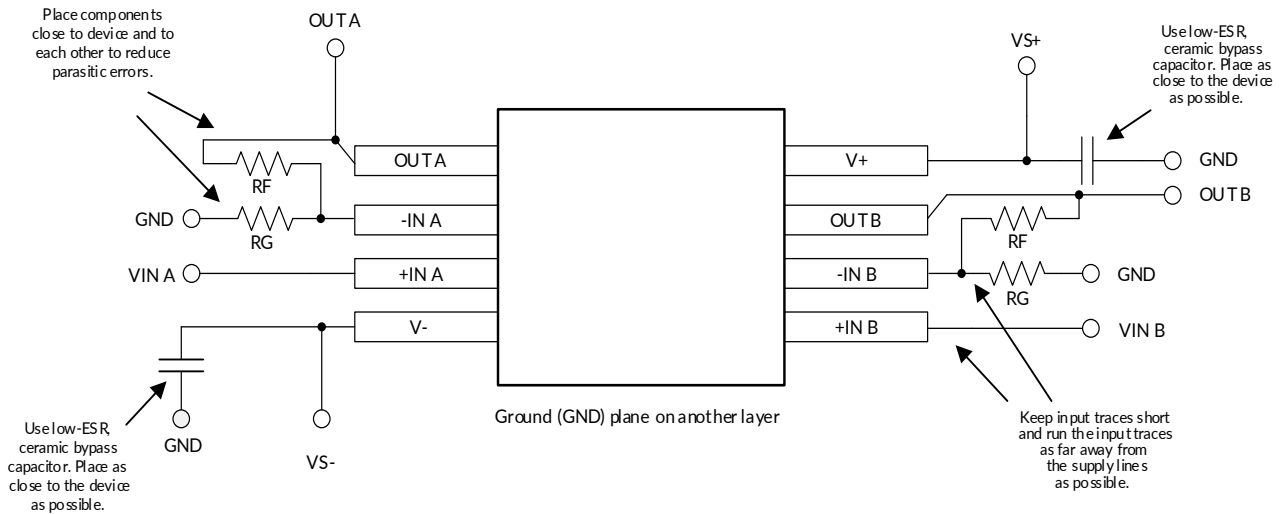 Place components
close to device and to
each other to reduce
parasitic errors.
OUT A
VS+
Use low-ESR,
ceramic bypass
capacitor. Place as
close to the device
as possible.
OUT A
V+
GND
RF
OUT B
OUT B
GND
-IN A
RF
RG
VIN A
+IN A
-IN B
GND
RG
V-
+IN B
VIN B
Ground (GND) plane on another layer
Use low-ESR,
ceramic bypass
capacitor. Place as
close to the device
as possible.
GND
VS-
Keep input traces short
and run the input traces
as far away from
the supply lines
as possible.